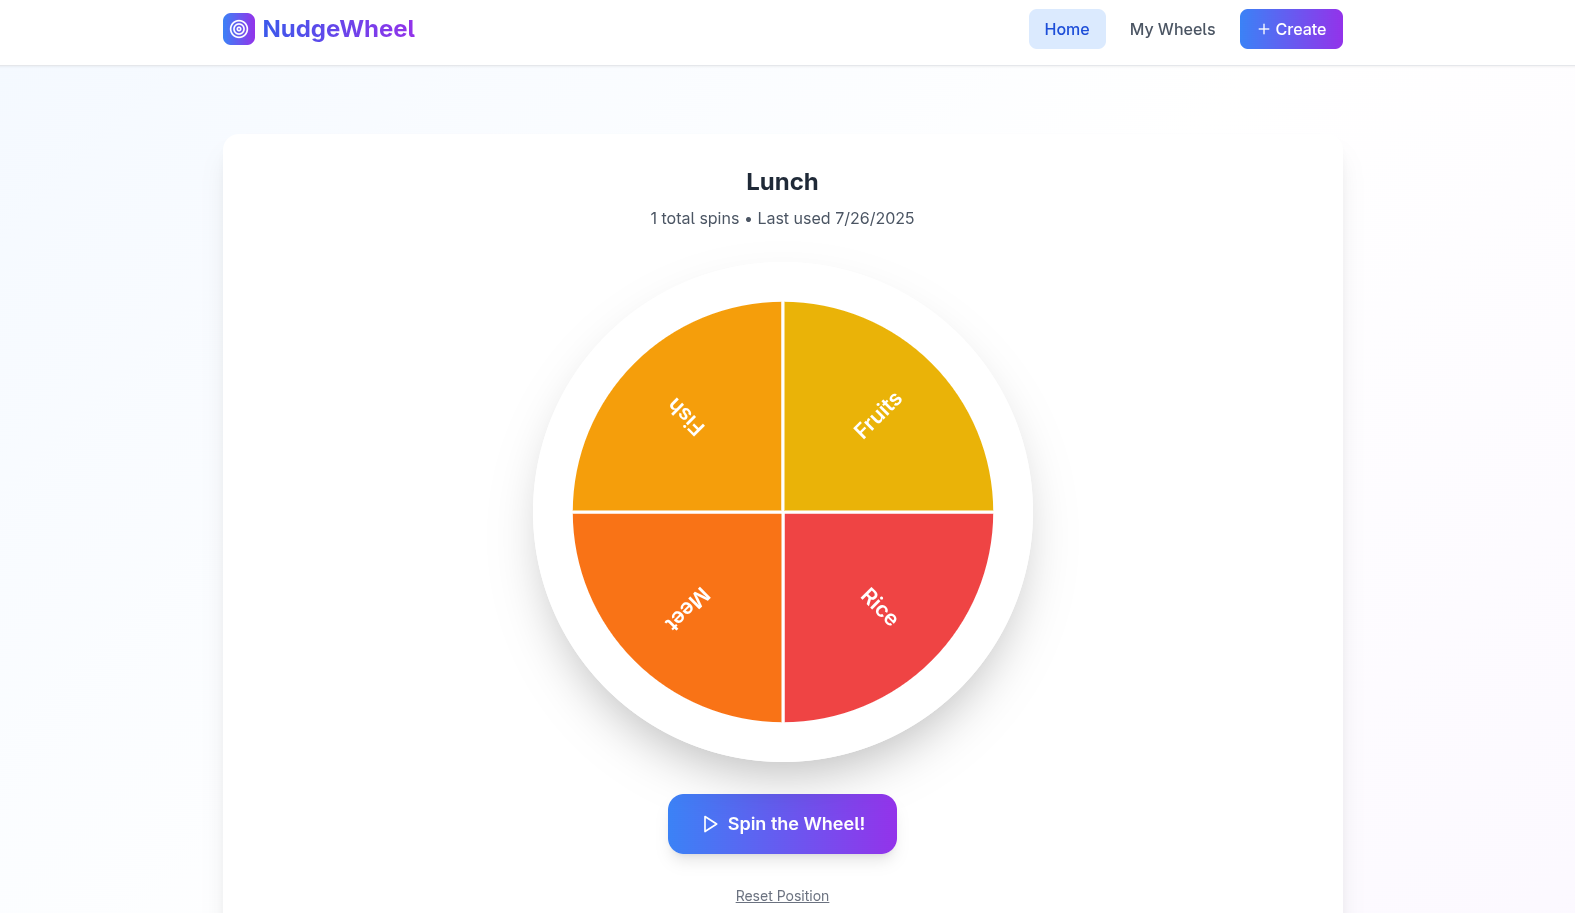 NudgeWheel
Home
My Wheels
+ Create
Lunch
1 total spins • Last used 7/26/2025
Fish
Fruits
Meet
Rice
Spin the Wheel!
Reset Position